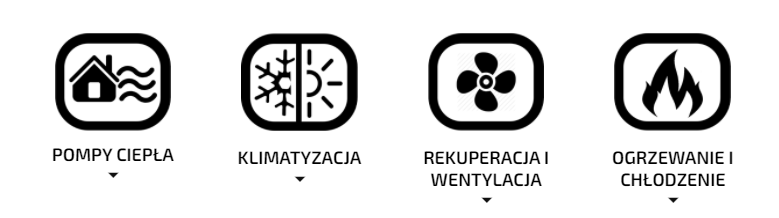 POMPY CIEPŁA
KLIMATYZACJA
REKUPERACJA I
WENTYLACJA
OGRZEWANIE I
CHŁODZENIE